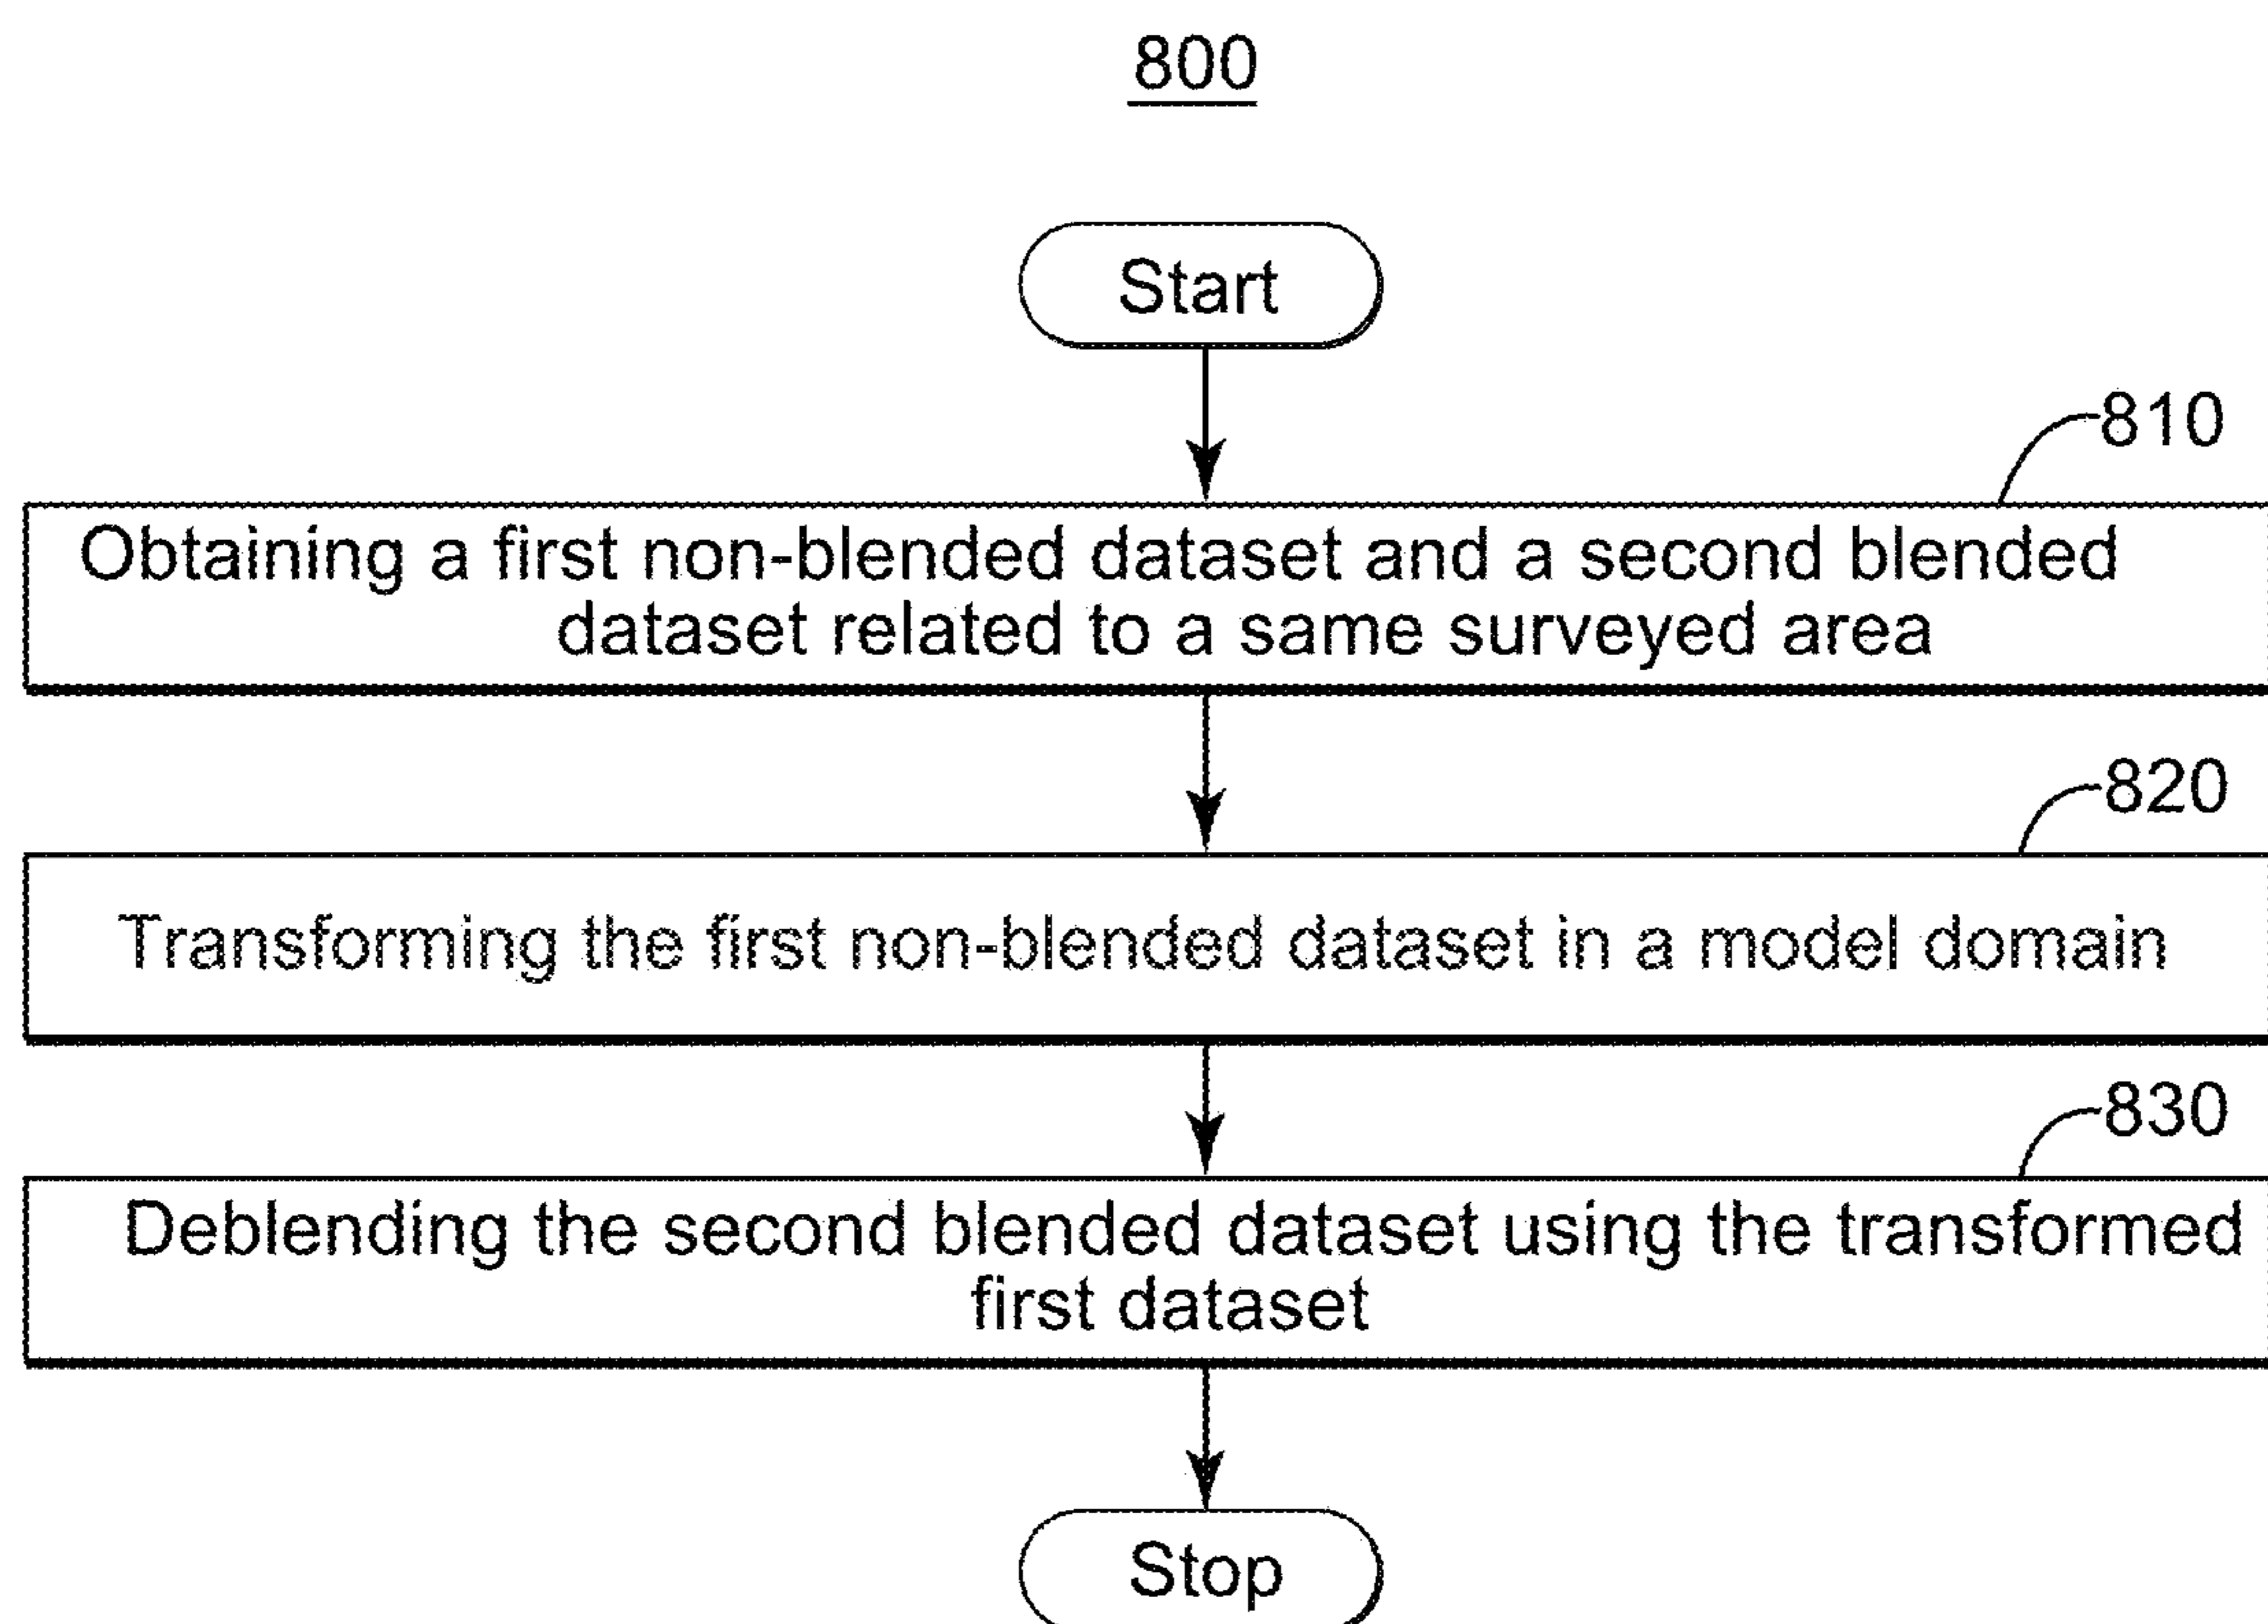 800
Start
810
Obtaining a first non-blended dataset and a second blended
dataset related to a same surveyed area
820
Transforming the first non-blended dataset in a model domain
830
Deblending the second blended dataset using the transformed
first dataset
Stop